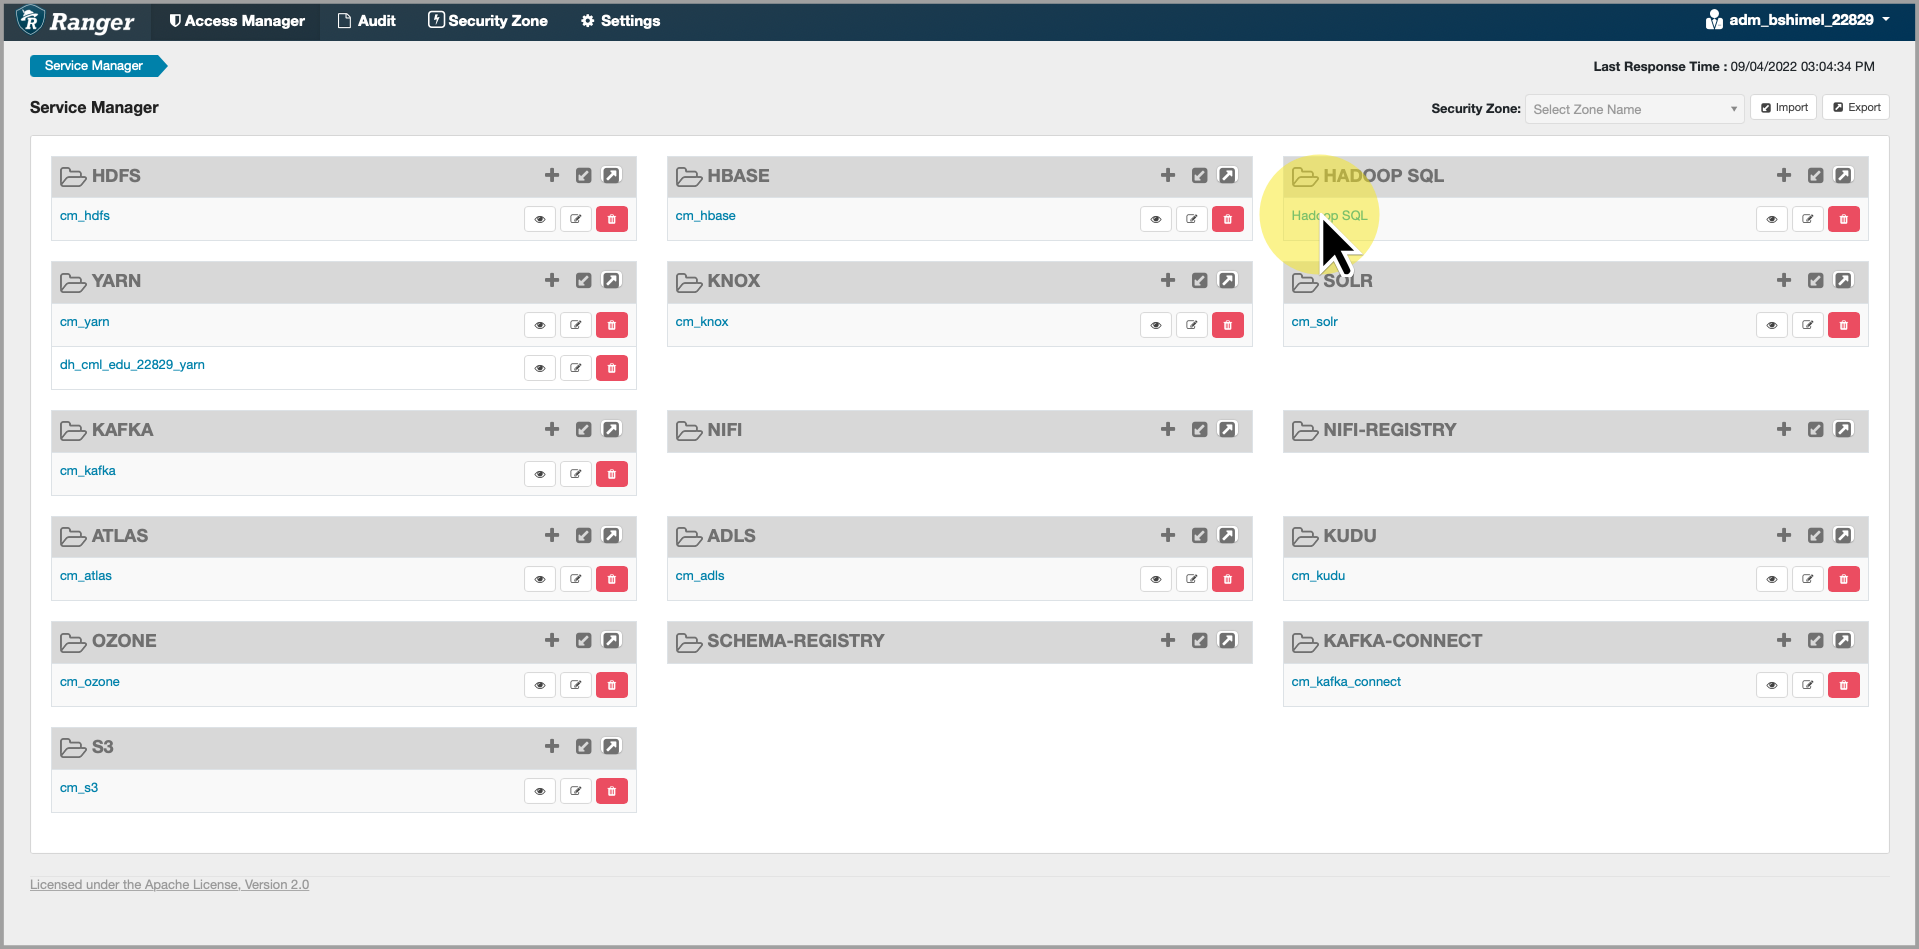 Ranger Access Manager Audit Security Zone Settings adm_bshimel_22829
Service Manager
Last Response Time : 09/04/2022 03:04:34 PM
Service Manager
Security Zone: Select Zone Name Import Export
HDFS HBASE HADOOP SQL
cm_hdfs cm_hbase Hadoop SQL
YARN KNOX SOLR
cm_yarn cm_knox cm_solr
dh_cml_edu_22829_yarn
KAFKA NIFI NIFI-REGISTRY
cm_kafka
ATLAS ADLS KUDU
cm_atlas cm_adls cm_kudu
OZONE SCHEMA-REGISTRY KAFKA-CONNECT
cm_ozone cm_kafka_connect
S3
cm_s3
Licensed under the Apache License, Version 2.0